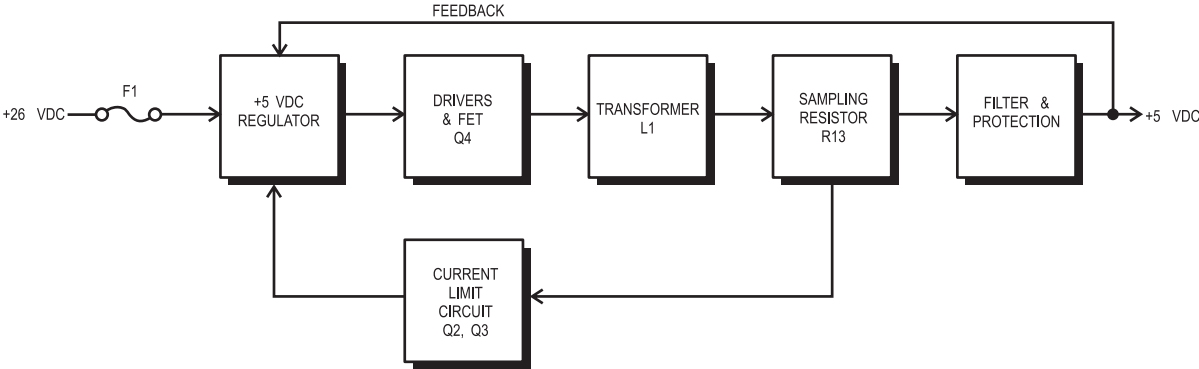 FEEDBACK
+26 VDC
F1
+5 VDC
REGULATOR
DRIVERS
& FET
Q4
TRANSFORMER
L1
SAMPLING
RESISTOR
R13
FILTER &
PROTECTION
+5 VDC
CURRENT
LIMIT
CIRCUIT
Q2, Q3